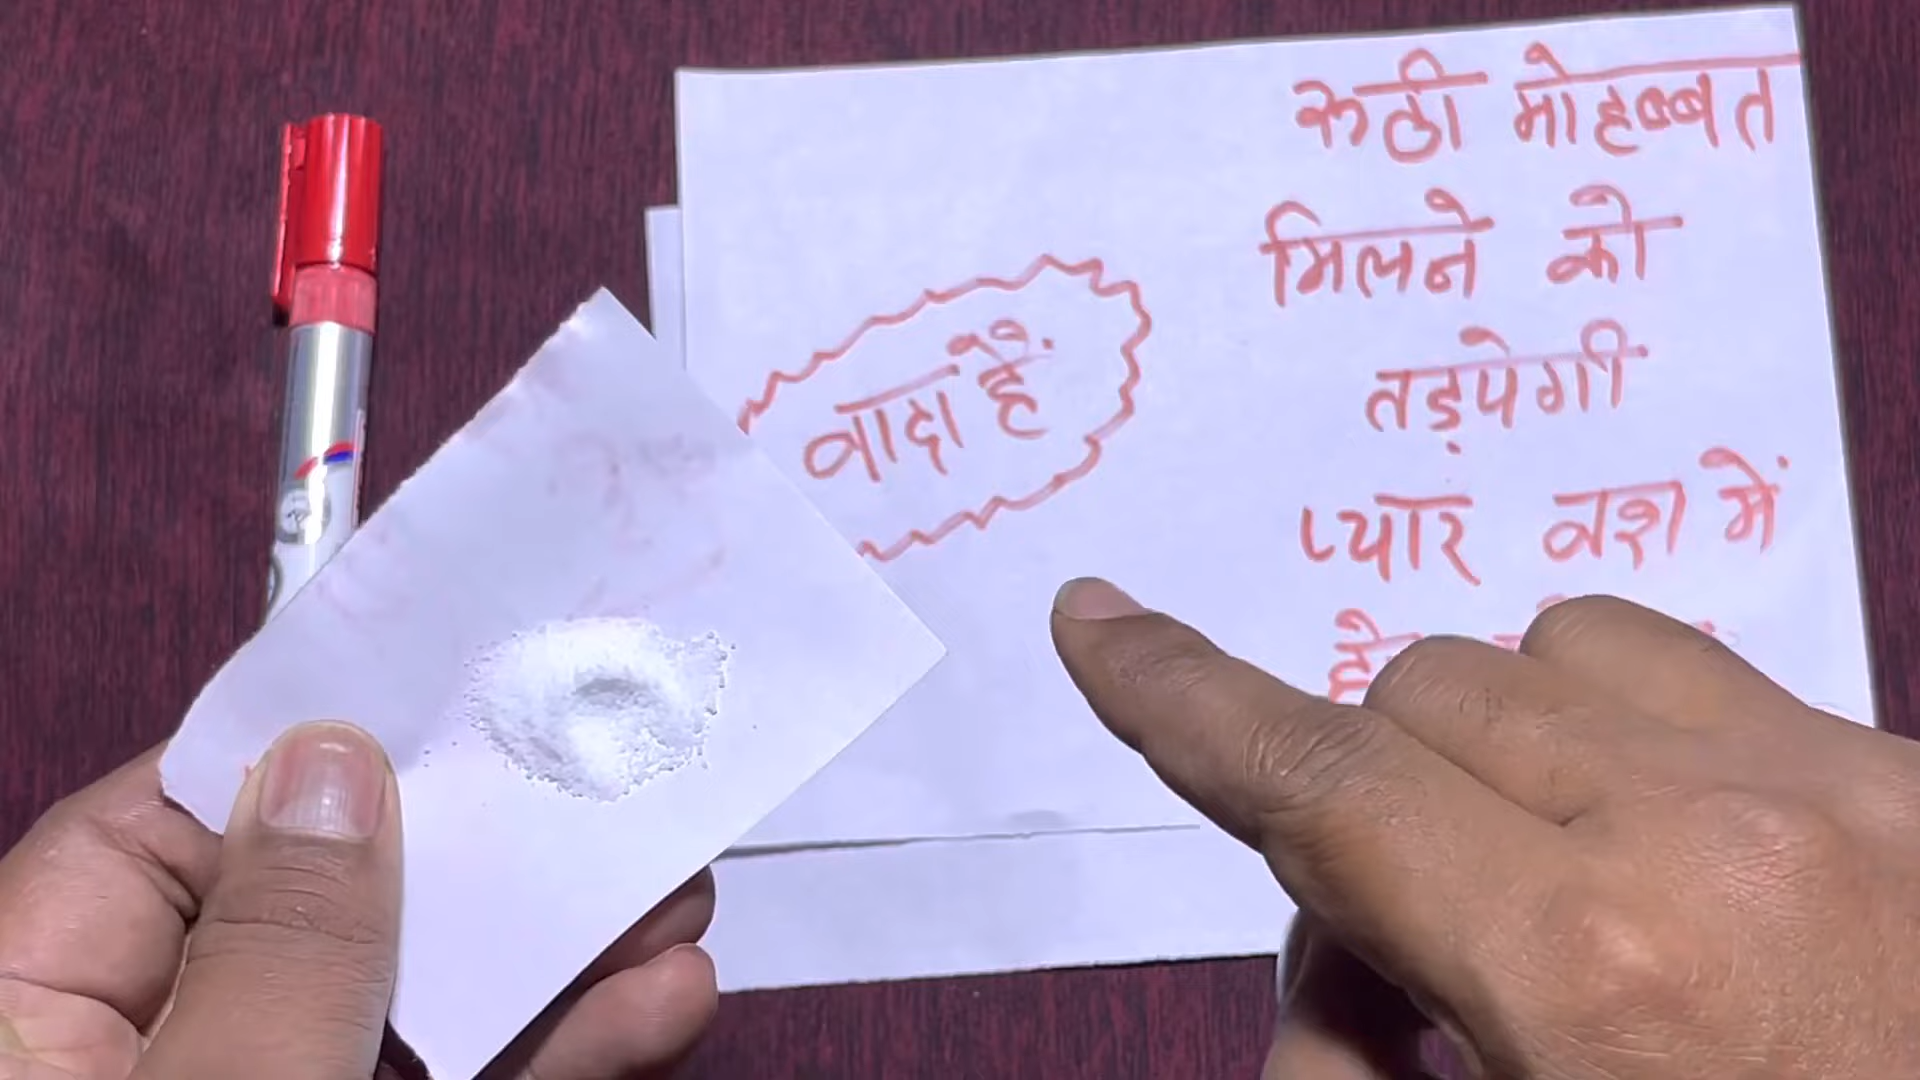 रूठी मोहब्बत
मिलने को
तड़पेगी
प्यार वश में
वादा है